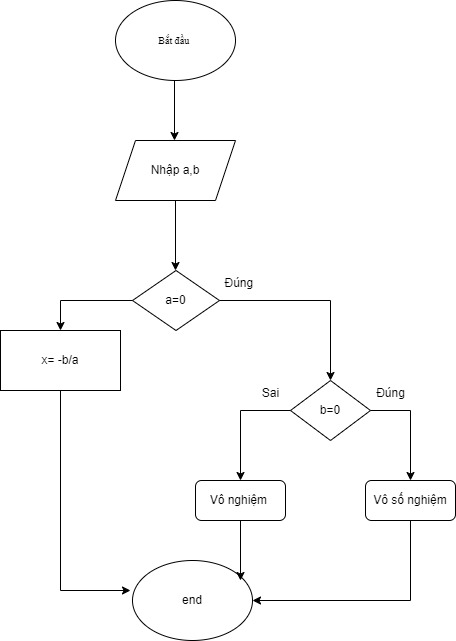 Bắt đầu
Nhập a,b
Đúng
a=0
x= -b/a
Sai
Đúng
b=0
Vô nghiệm
Vô số nghiệm
end